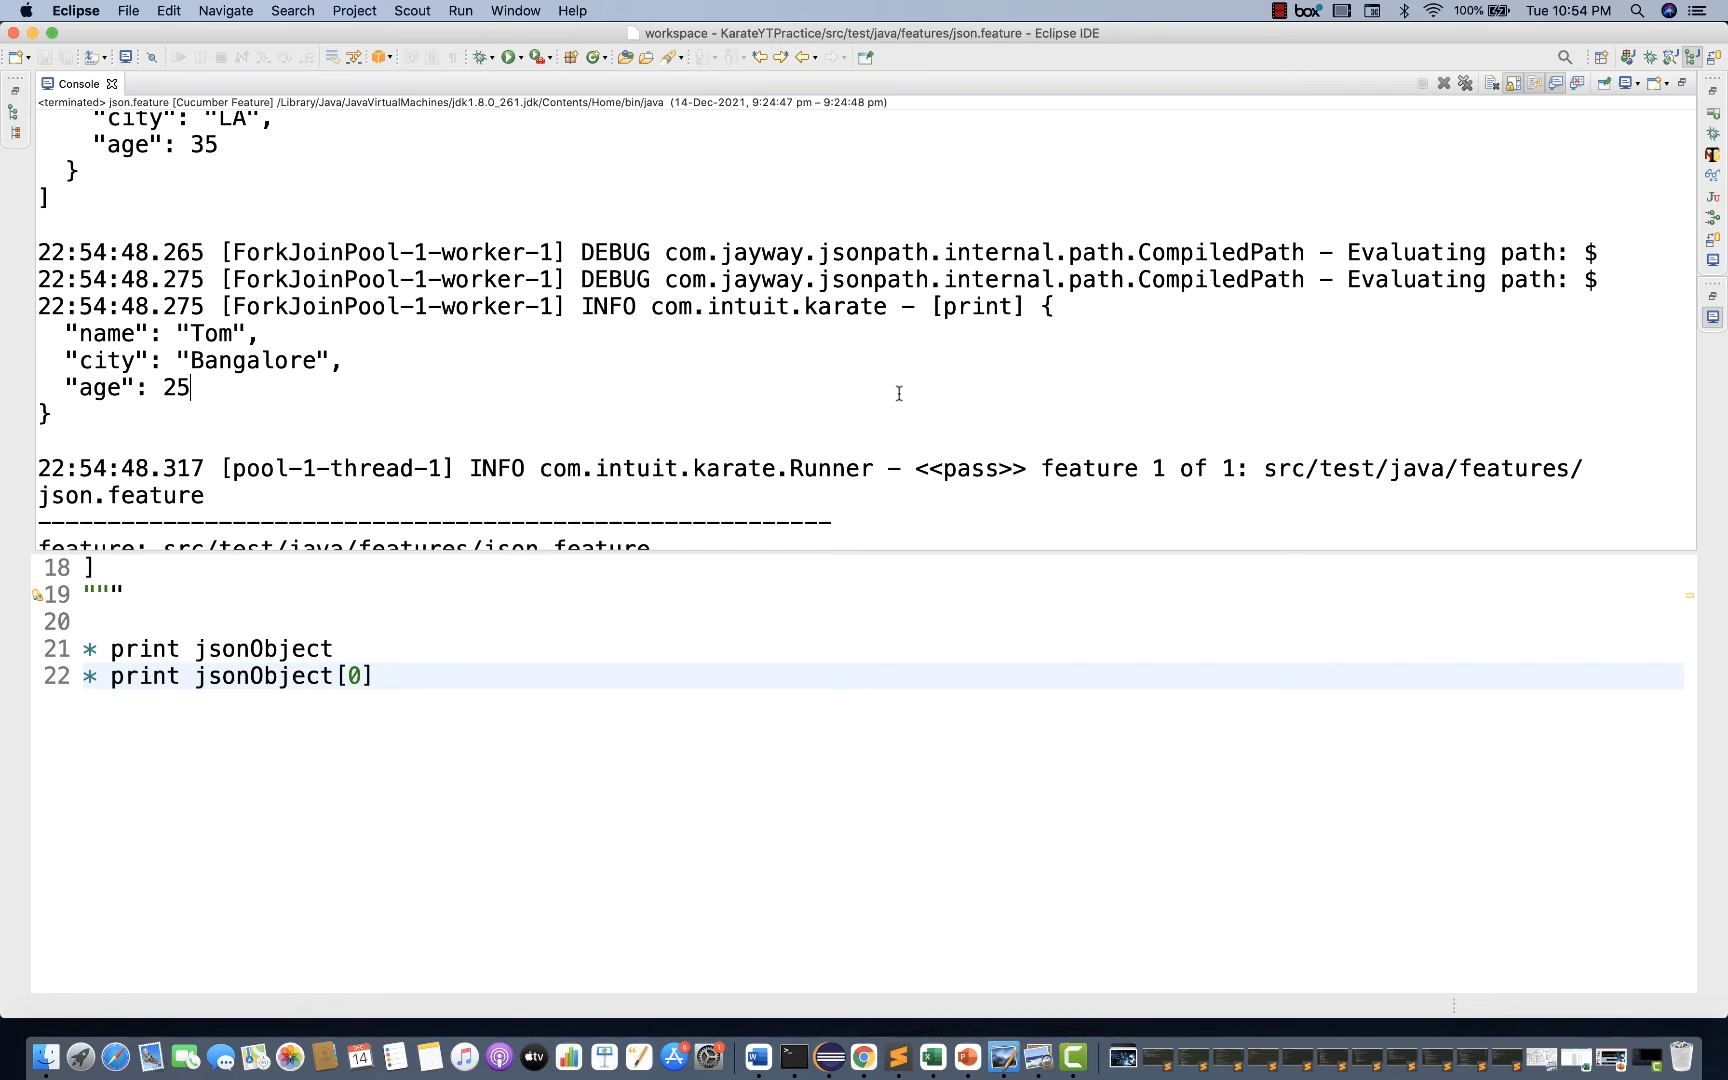 Eclipse File Edit Navigate Search Project Scout Run Window Help box 100% Tue 10:54 PM
workspace - KarateYTPractice/src/test/java/features/json.feature - Eclipse IDE
Console
<terminated> json.feature [Cucumber Feature] /Library/Java/JavaVirtualMachines/jdk1.8.0_261.jdk/Contents/Home/bin/java (14-Dec-2021, 9:24:47 pm – 9:24:48 pm)
"city": "LA",
"age": 35
}
]
22:54:48.265 [ForkJoinPool-1-worker-1] DEBUG com.jayway.jsonpath.internal.path.CompiledPath - Evaluating path: $
22:54:48.275 [ForkJoinPool-1-worker-1] DEBUG com.jayway.jsonpath.internal.path.CompiledPath - Evaluating path: $
22:54:48.275 [ForkJoinPool-1-worker-1] INFO com.intuit.karate - [print] {
"name": "Tom",
"city": "Bangalore",
"age": 25
}
22:54:48.317 [pool-1-thread-1] INFO com.intuit.karate.Runner - <<pass>> feature 1 of 1: src/test/java/features/
json.feature
-----------------------------------------------------------
feature: src/test/java/features/json.feature
18 ]
19 """
20
21 * print jsonObject
22 * print jsonObject[0]